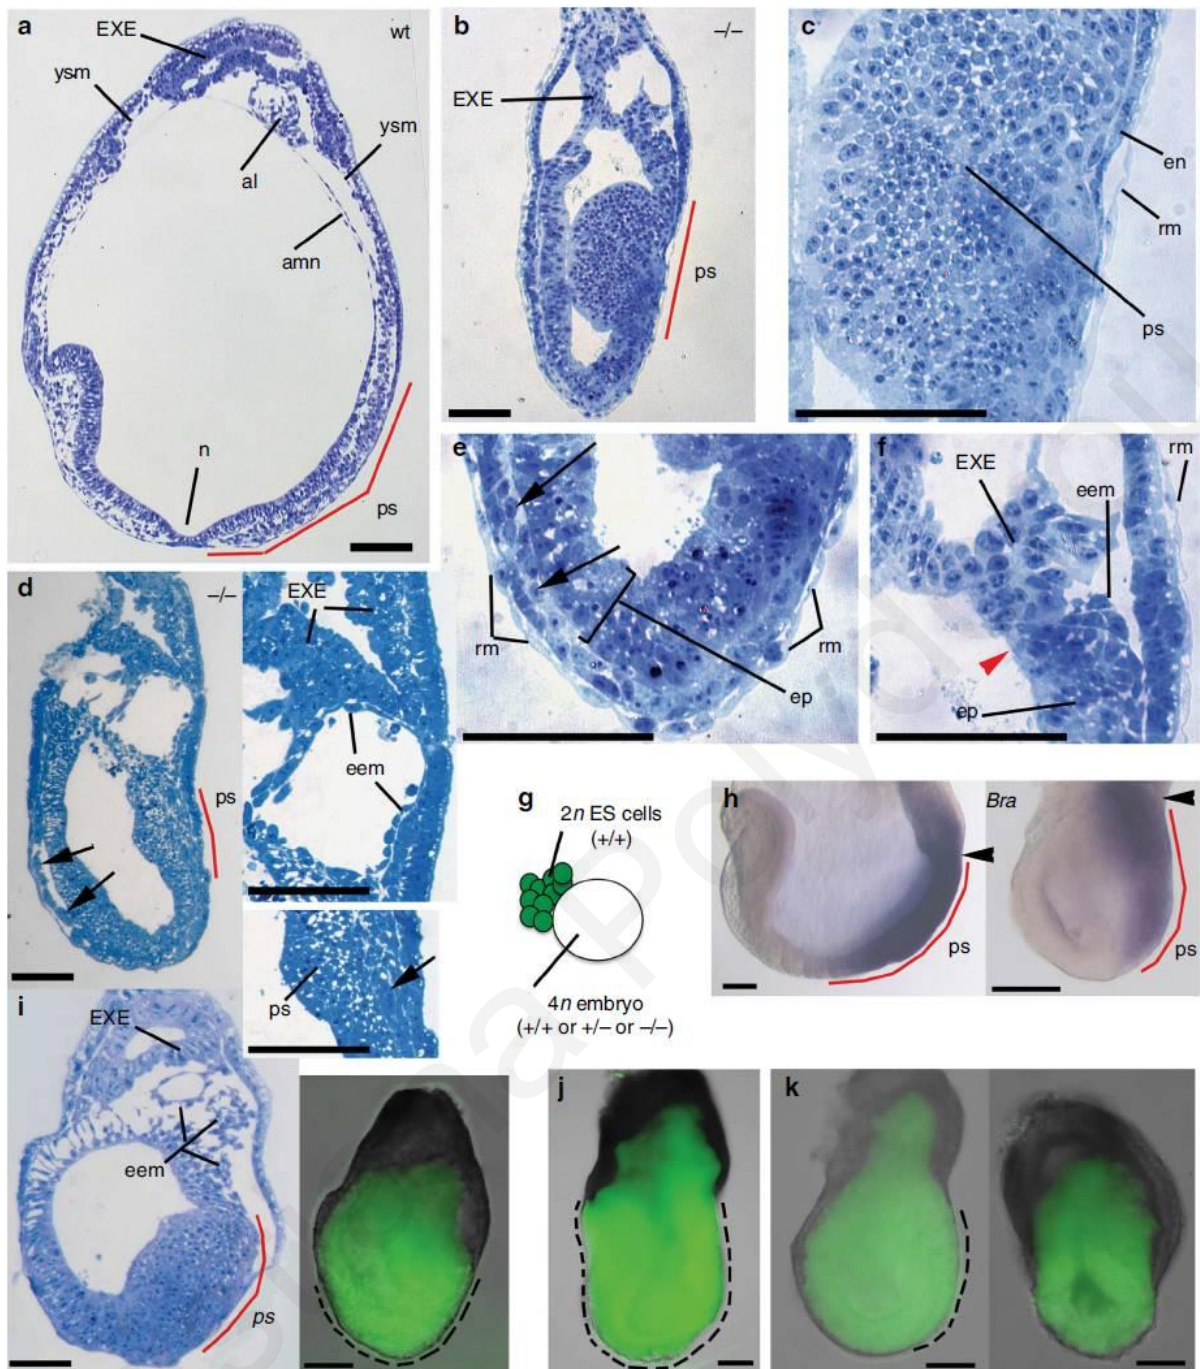 a
EXE
wt
ysm
ysm
al
amn
n
ps
b
–/–
EXE
ps
c
en
rm
ps
d
–/–
ps
EXE
eem
ps
e
rm
rm
ep
f
EXE
rm
eem
ep
g
2n ES cells
(+/+)
4n embryo
(+/+ or +/– or –/–)
h
Bra
ps
ps
i
EXE
eem
ps
j
k